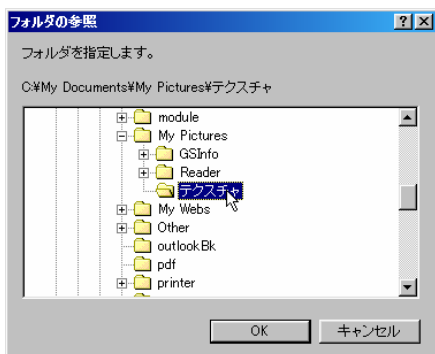 フォルダの参照
フォルダを指定します。
C:¥My Documents¥My Pictures¥テクスチャ
module
My Pictures
GSInfo
Reader
テクスチャ
My Webs
Other
outlookBk
pdf
printer
OK
キャンセル